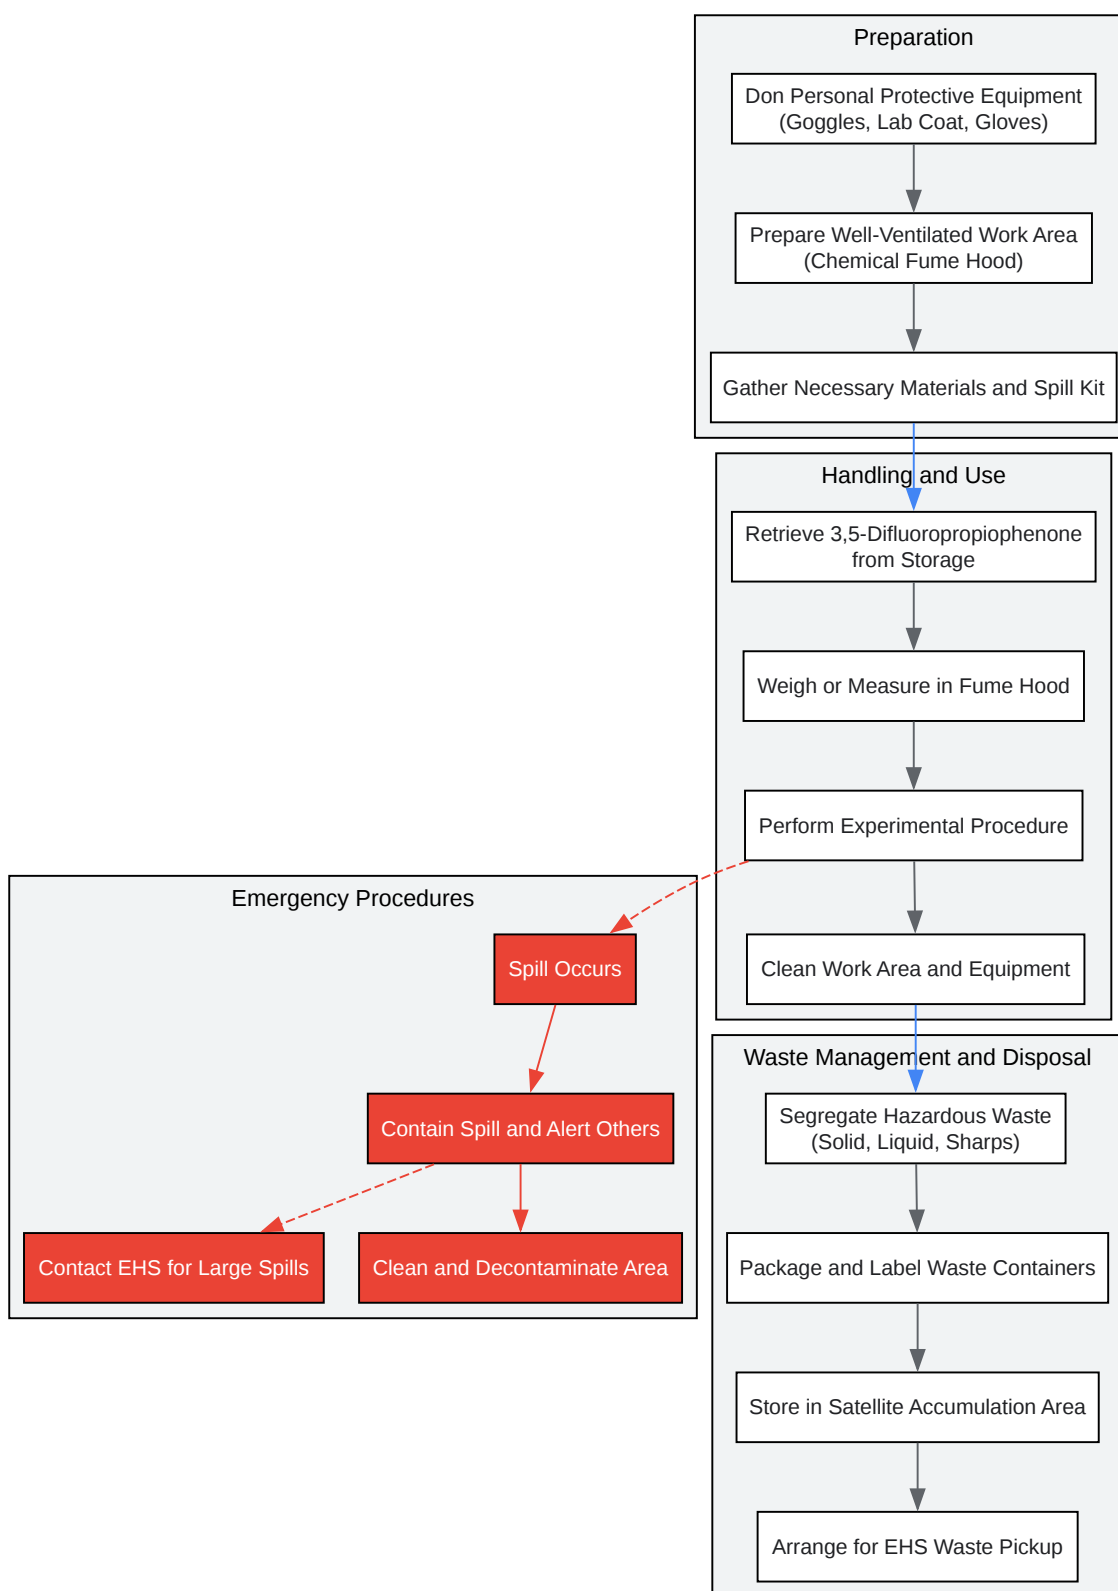 Preparation
Don Personal Protective Equipment
(Goggles, Lab Coat, Gloves)
Prepare Well-Ventilated Work Area
(Chemical Fume Hood)
Gather Necessary Materials and Spill Kit
Handling and Use
Retrieve 3,5-Difluoropropiophenone
from Storage
Weigh or Measure in Fume Hood
Perform Experimental Procedure
Clean Work Area and Equipment
Emergency Procedures
Spill Occurs
Contain Spill and Alert Others
Contact EHS for Large Spills
Clean and Decontaminate Area
Waste Management and Disposal
Segregate Hazardous Waste
(Solid, Liquid, Sharps)
Package and Label Waste Containers
Store in Satellite Accumulation Area
Arrange for EHS Waste Pickup